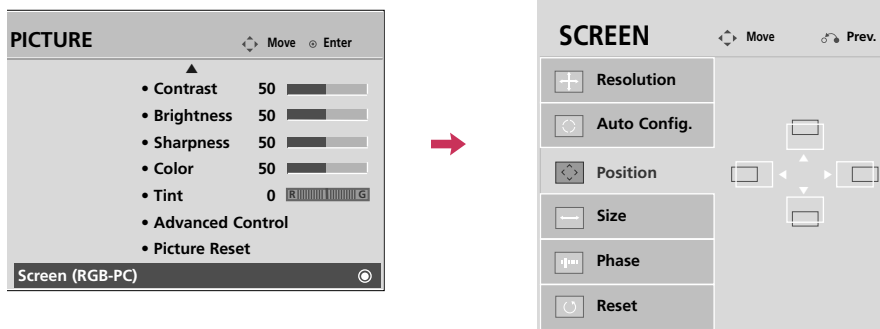 PICTURE
Move Enter
• Contrast 50
• Brightness 50
• Sharpness 50
• Color 50
• Tint 0 R G
• Advanced Control
• Picture Reset
Screen (RGB-PC)
SCREEN
Move Prev.
Resolution
Auto Config.
Position
Size
Phase
Reset